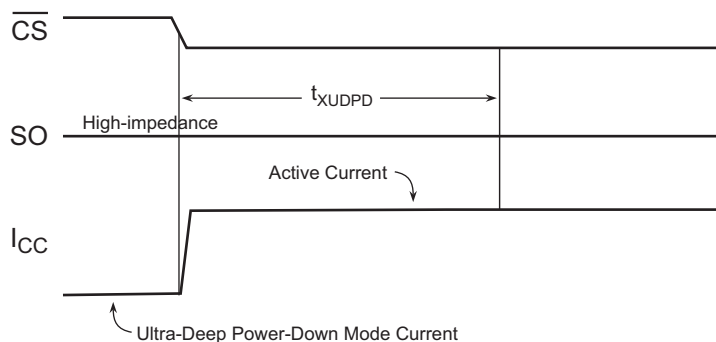 CS
tXUDPD
High-impedance
SO
Active Current
ICC
Ultra-Deep Power-Down Mode Current